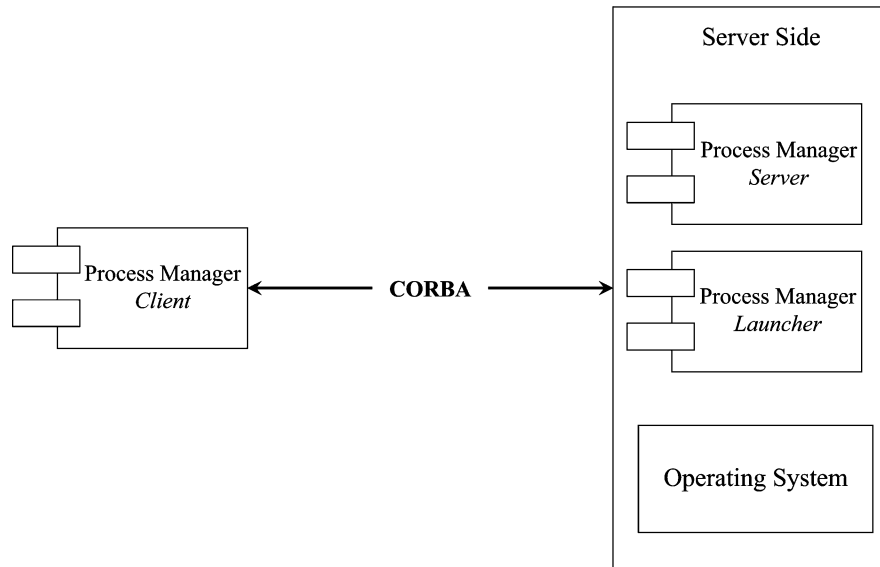 Server Side
Process Manager
Server
Process Manager
Client
CORBA
Process Manager
Launcher
Operating System